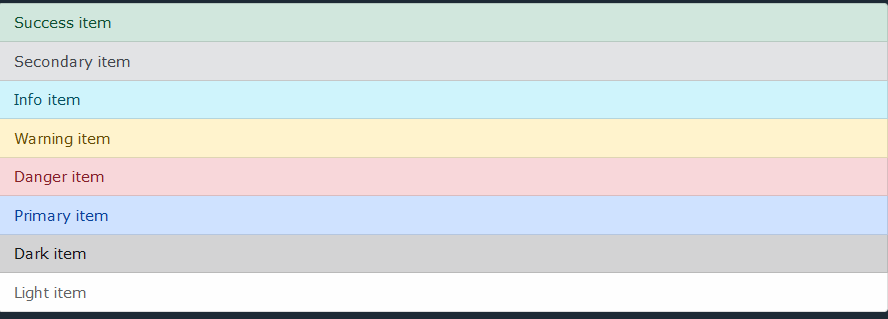 Success item
Secondary item
Info item
Warning item
Danger item
Primary item
Dark item
Light item